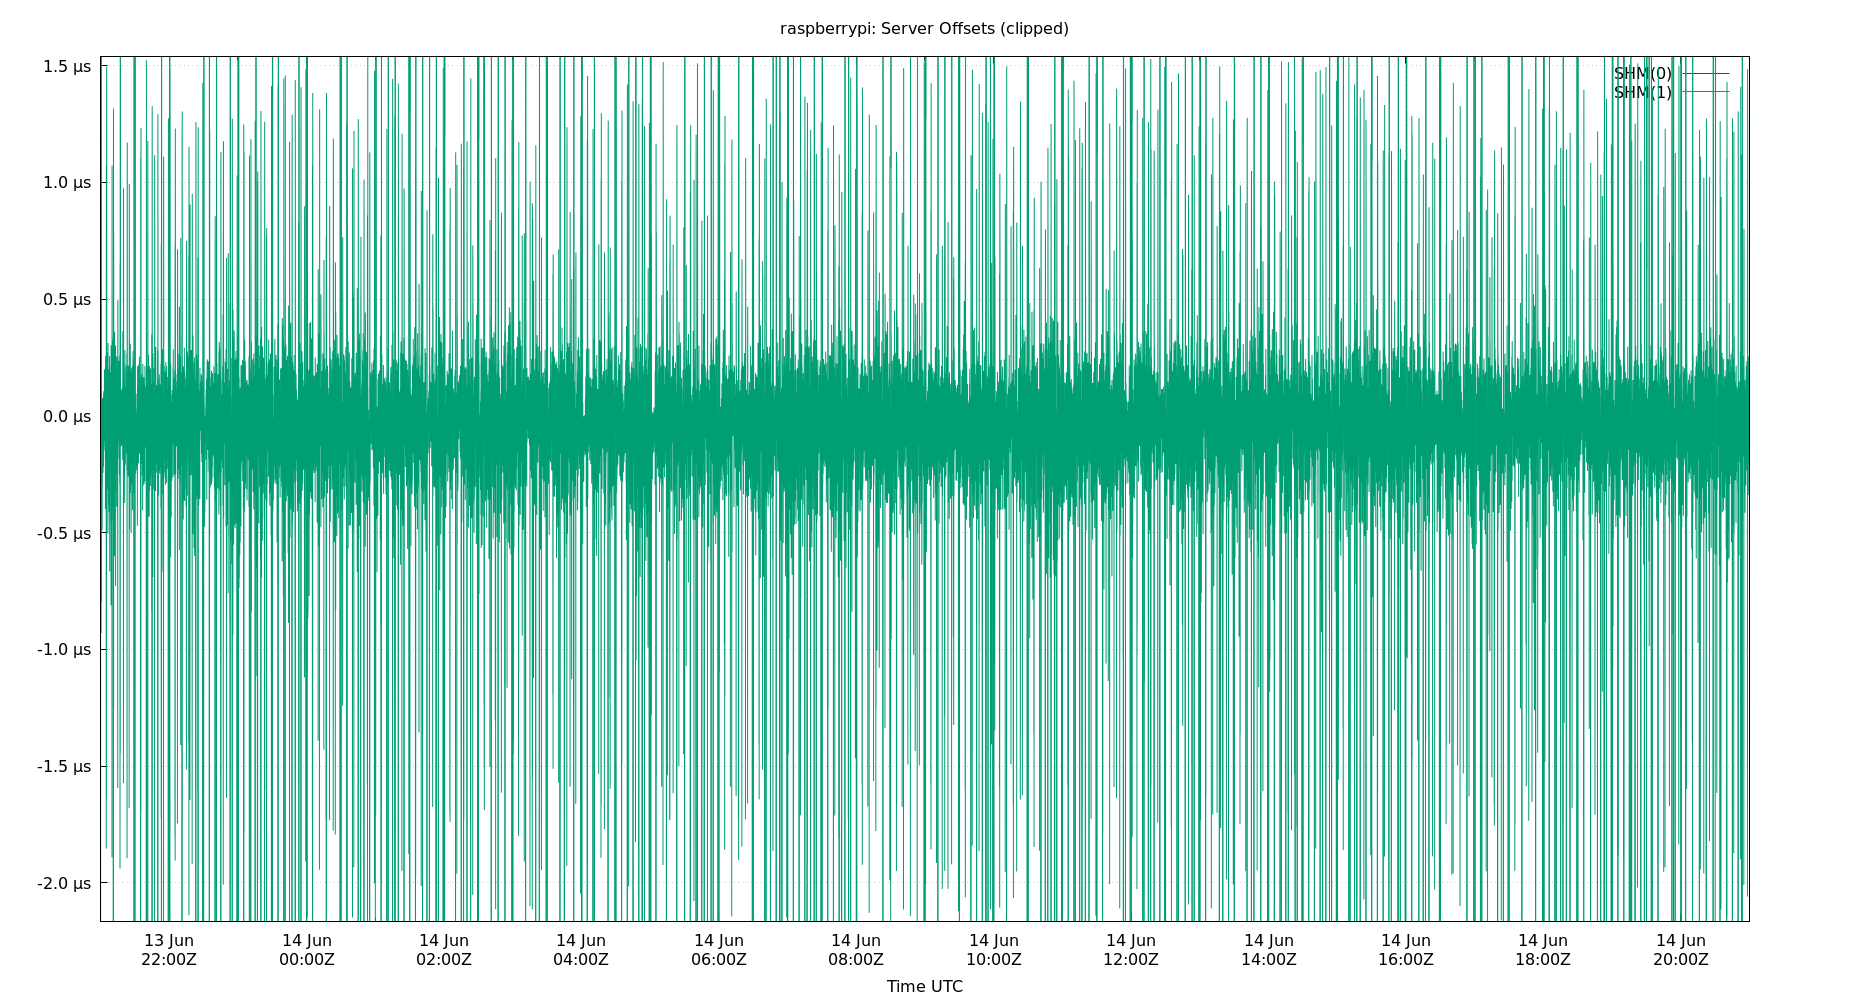 raspberrypi: Server Offsets (clipped)
SHM(0)
SHM(1)
1.5 µs
1.0 µs
0.5 µs
0.0 µs
-0.5 µs
-1.0 µs
-1.5 µs
-2.0 µs
13 Jun 14 Jun 14 Jun 14 Jun 14 Jun 14 Jun 14 Jun 14 Jun 14 Jun 14 Jun 14 Jun 14 Jun
22:00Z 00:00Z 02:00Z 04:00Z 06:00Z 08:00Z 10:00Z 12:00Z 14:00Z 16:00Z 18:00Z 20:00Z
Time UTC